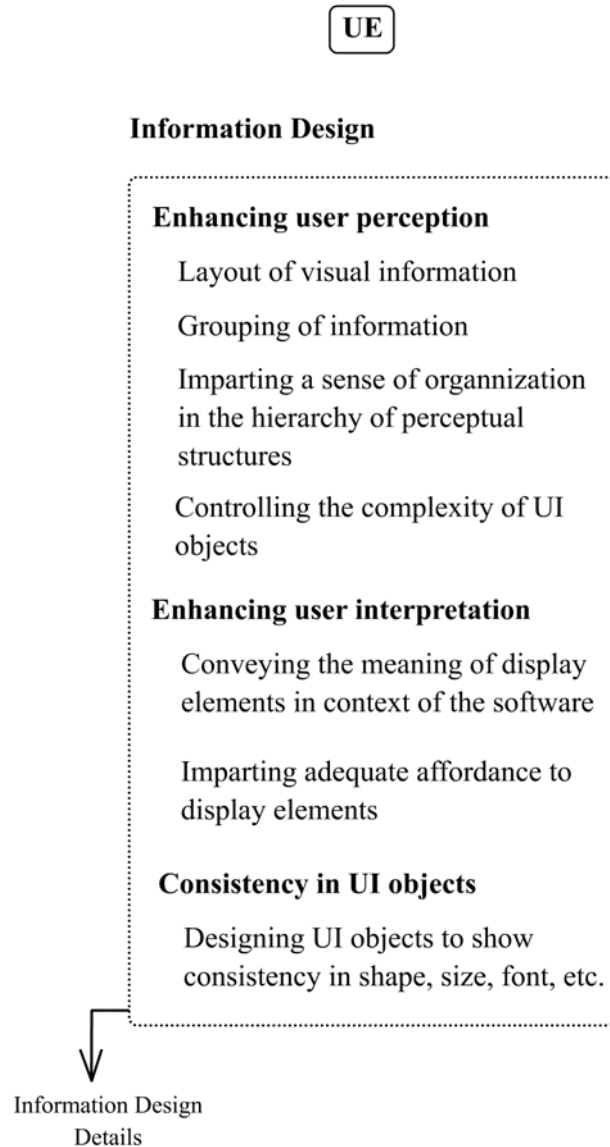 UE
Information Design
Enhancing user perception
Layout of visual information
Grouping of information
Imparting a sense of organnization
in the hierarchy of perceptual
structures
Controlling the complexity of UI
objects
Enhancing user interpretation
Conveying the meaning of display
elements in context of the software
Imparting adequate affordance to
display elements
Consistency in UI objects
Designing UI objects to show
consistency in shape, size, font, etc.
Information Design
Details